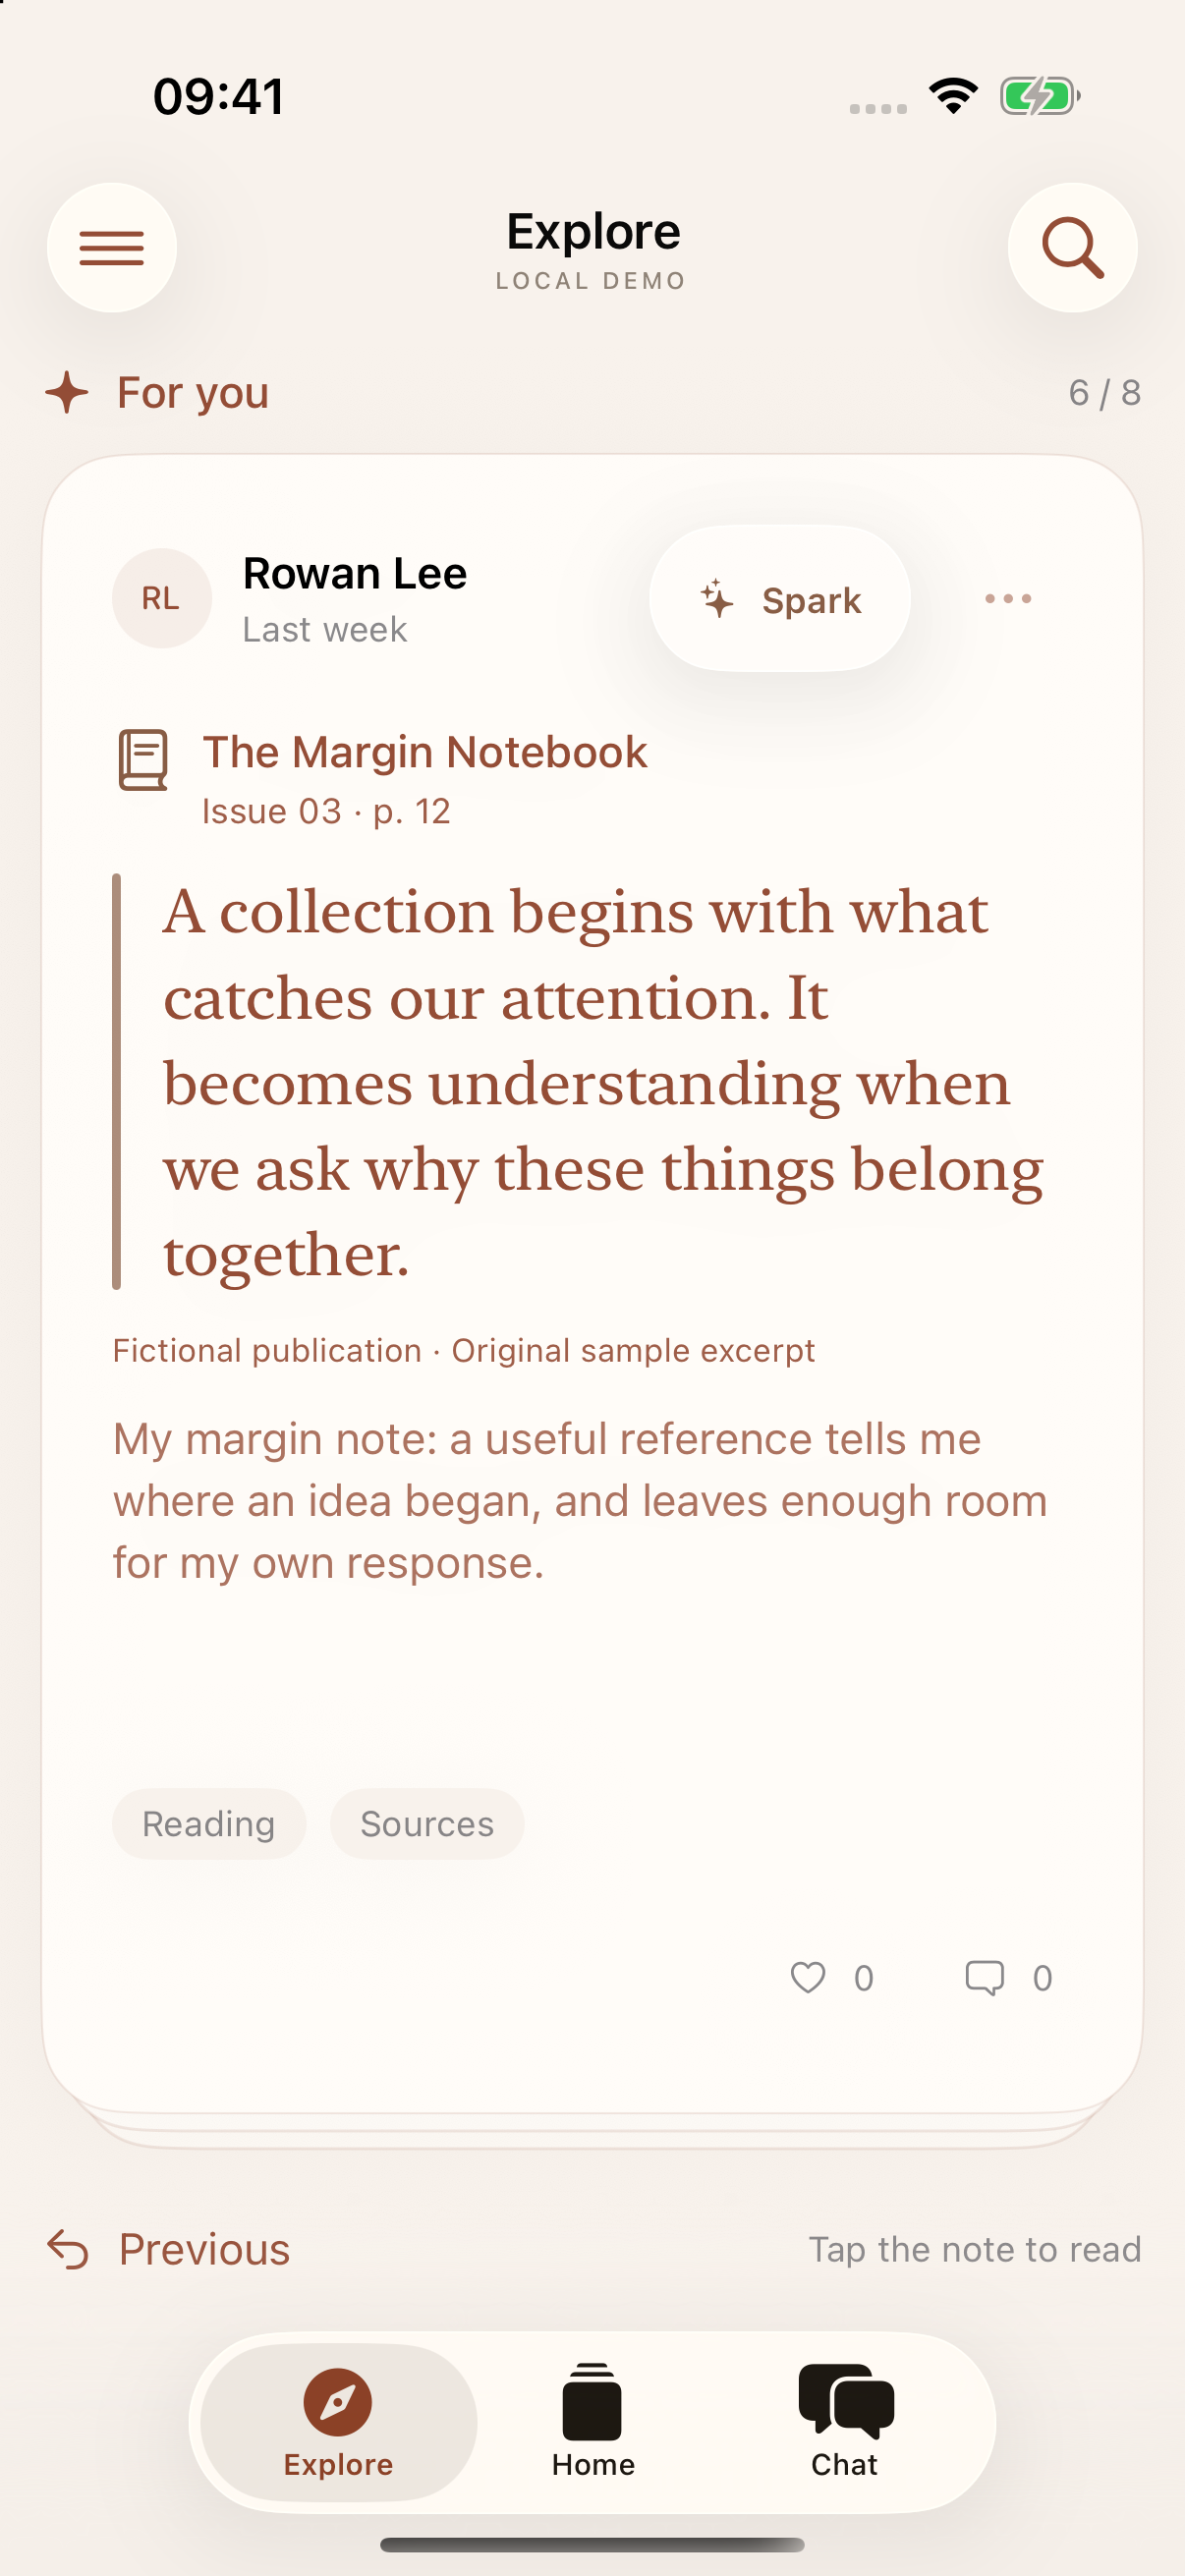 09:41
Explore
LOCAL DEMO
For you
6 / 8
RL
Rowan Lee
Last week
Spark
The Margin Notebook
Issue 03 · p. 12
A collection begins with what
catches our attention. It
becomes understanding when
we ask why these things belong
together.
Fictional publication · Original sample excerpt
My margin note: a useful reference tells me
where an idea began, and leaves enough room
for my own response.
Reading
Sources
0
0
Previous
Tap the note to read
Explore
Home
Chat